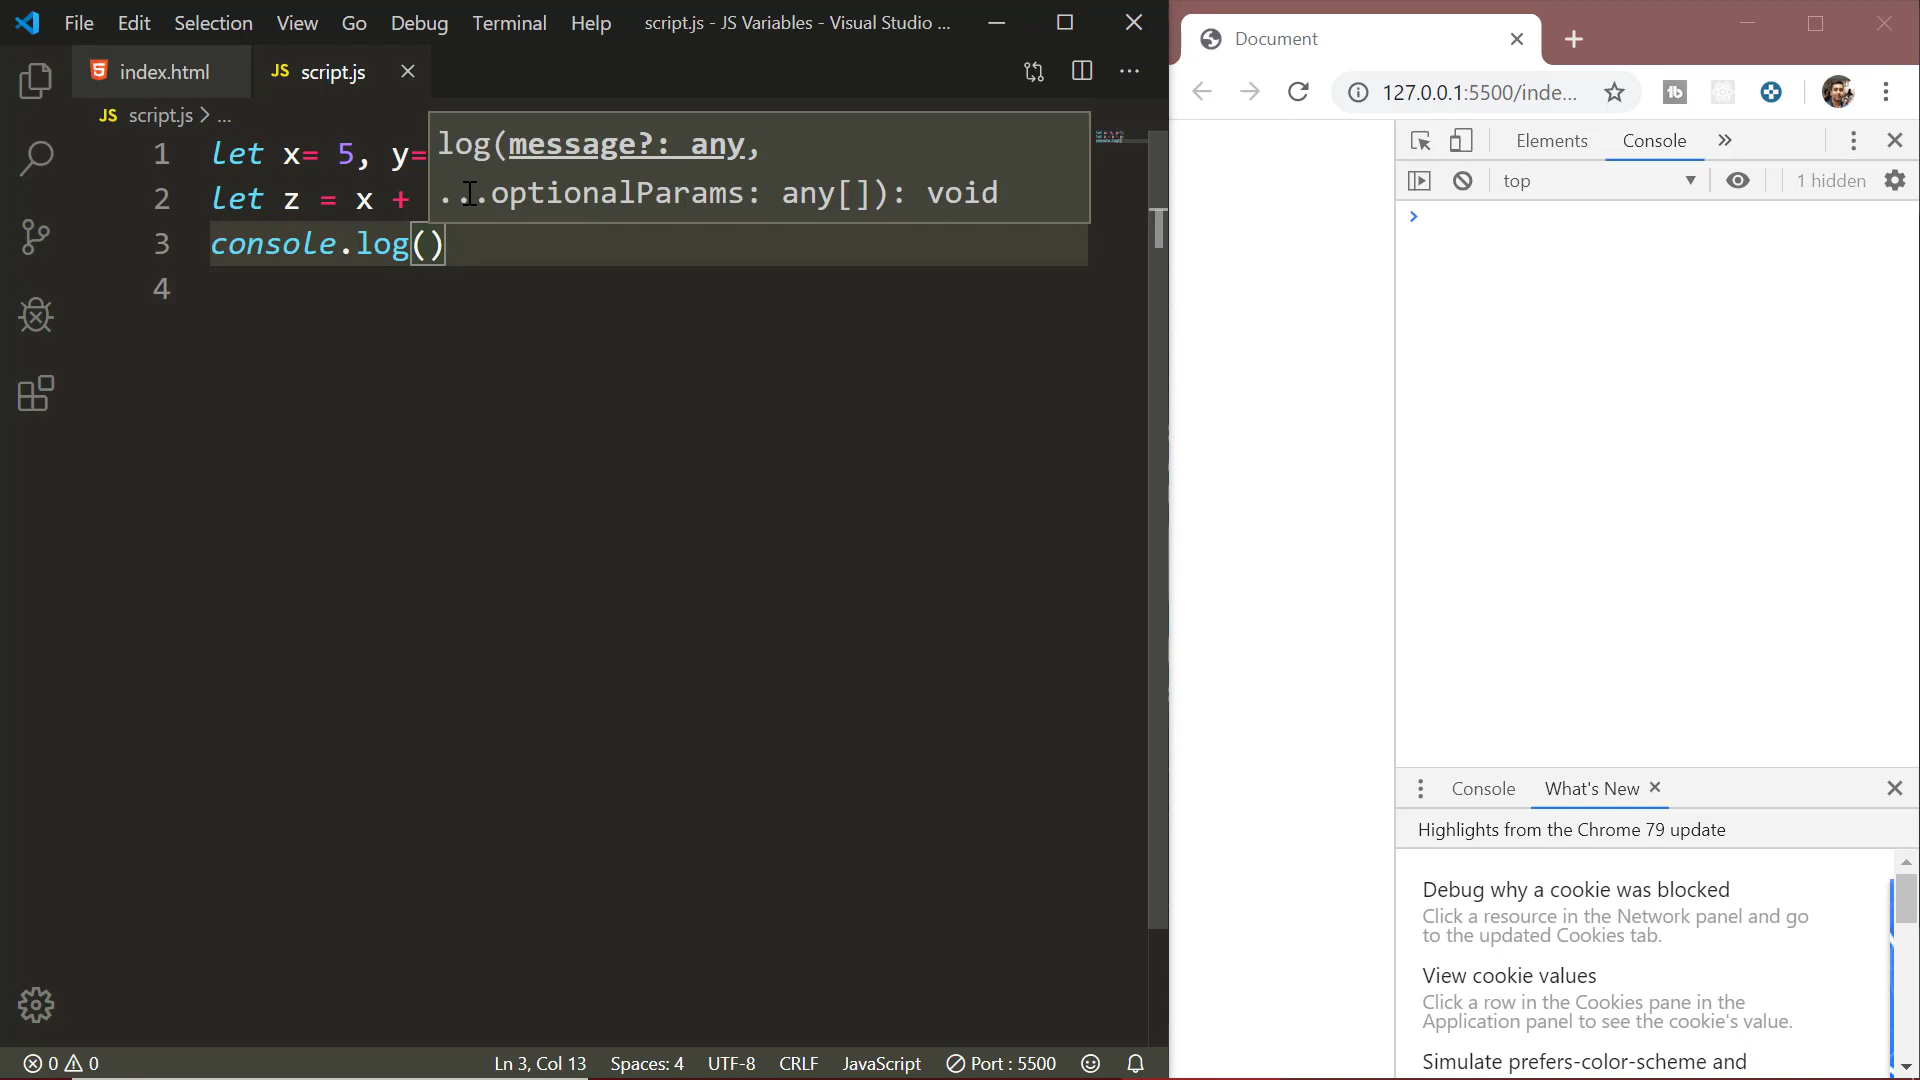 File Edit Selection View Go Debug Terminal Help script.js - JS Variables - Visual Studio ...
index.html JS script.js
JS script.js > ...
1 let x= 5, y=
2 let z = x +
3 console.log()
4
log(message?: any,
...optionalParams: any[]): void
Ln 3, Col 13 Spaces: 4 UTF-8 CRLF JavaScript Port : 5500
0 0
Document
127.0.0.1:5500/inde...
Elements Console
top 1 hidden
Console What's New
Highlights from the Chrome 79 update
Debug why a cookie was blocked
Click a resource in the Network panel and go
to the updated Cookies tab.
View cookie values
Click a row in the Cookies pane in the
Application panel to see the cookie's value.
Simulate prefers-color-scheme and